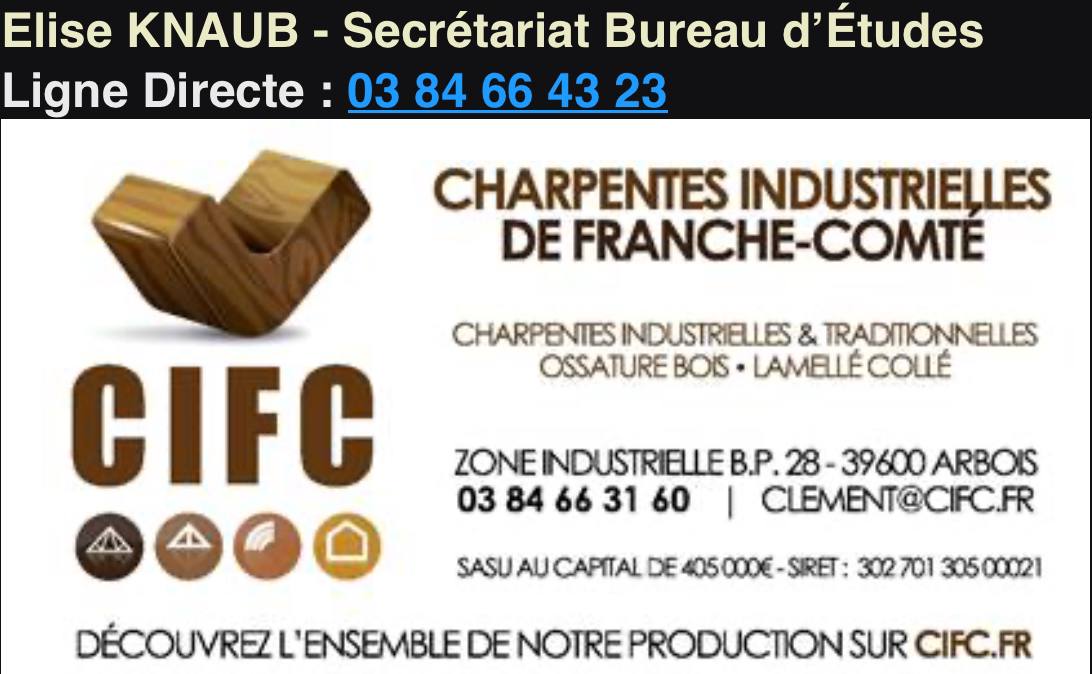 Elise KNAUB - Secrétariat Bureau d’Études
Ligne Directe : 03 84 66 43 23
CHARPENTES INDUSTRIELLES
DE FRANCHE-COMTÉ
CHARPENTES INDUSTRIELLES & TRADITIONNELLES
OSSATURE BOIS • LAMELLÉ COLLÉ
CIFC
ZONE INDUSTRIELLE B.P. 28 - 39600 ARBOIS
03 84 66 31 60 | CLEMENT@CIFC.FR
SASU AU CAPITAL DE 405 000€ - SIRET : 302 701 305 00021
DÉCOUVREZ L’ENSEMBLE DE NOTRE PRODUCTION SUR CIFC.FR